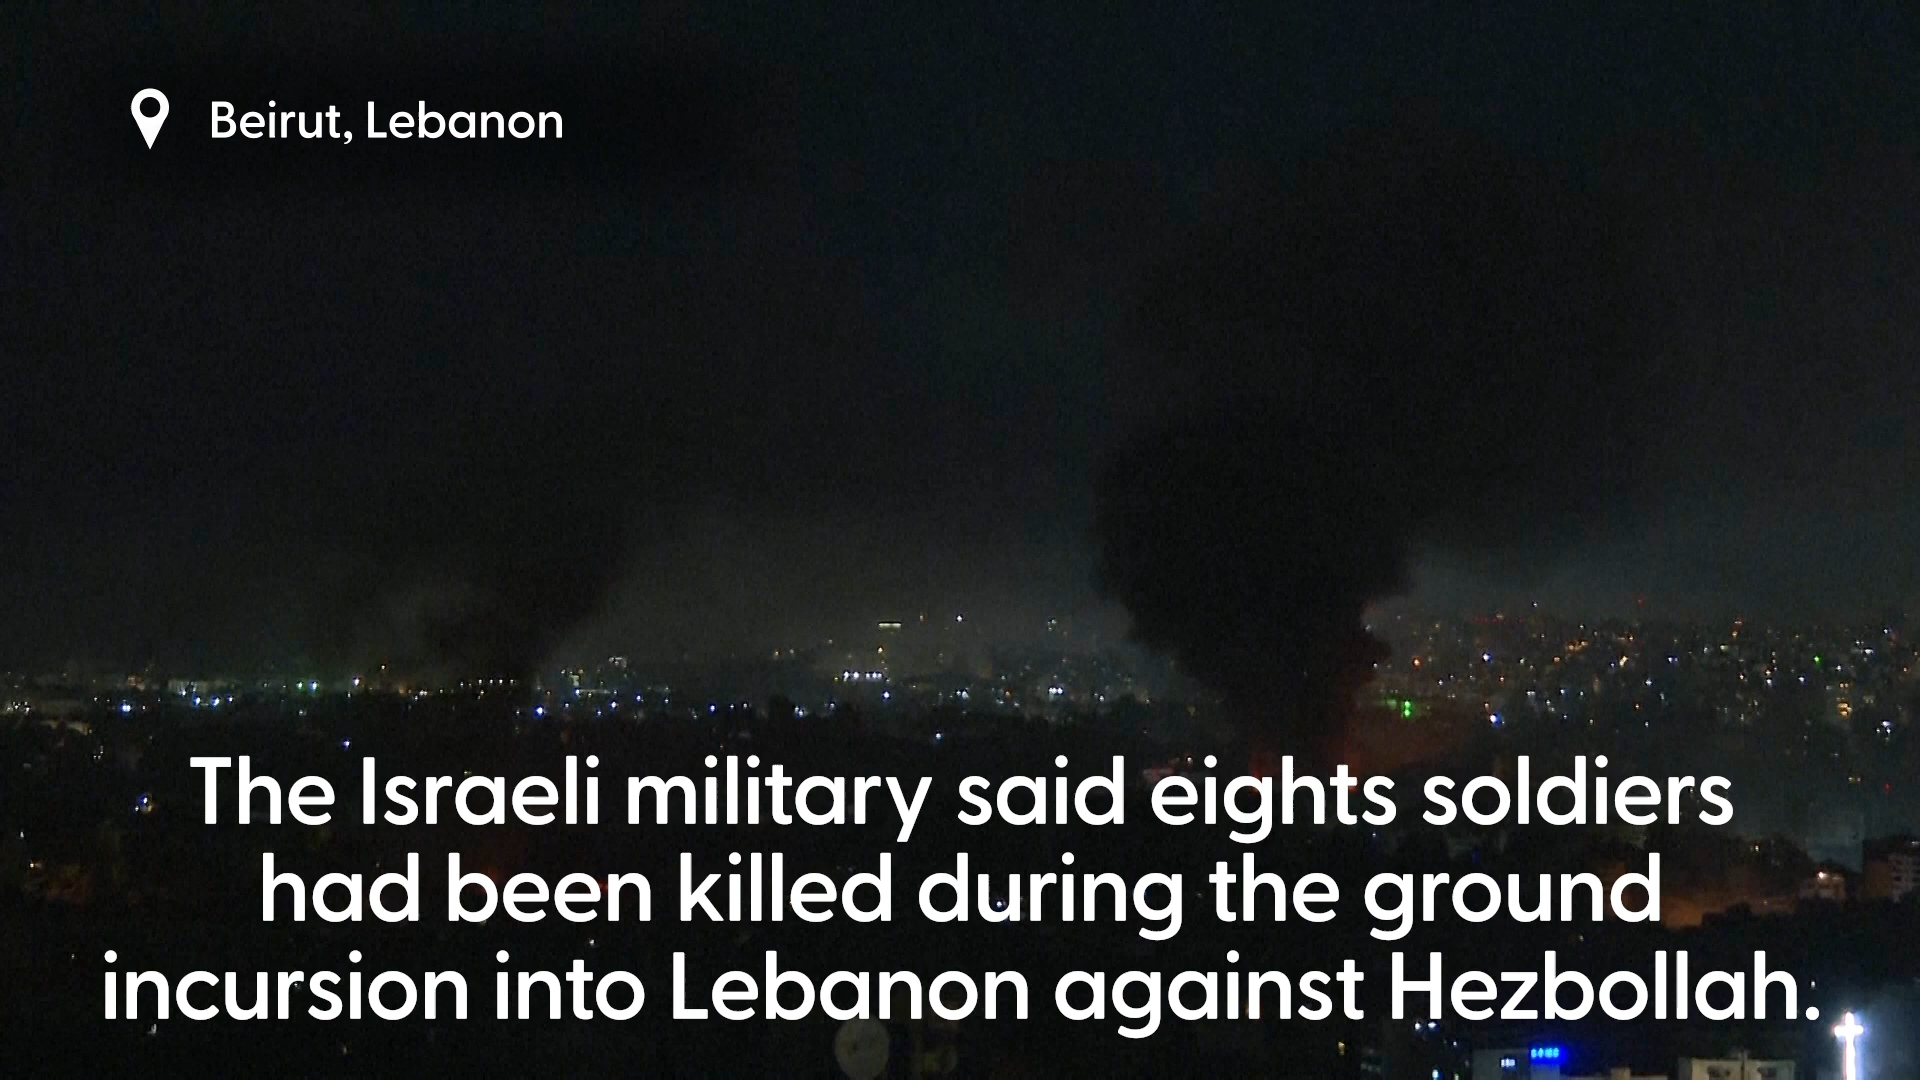 Beirut, Lebanon
The Israeli military said eights soldiers
had been killed during the ground
incursion into Lebanon against Hezbollah.